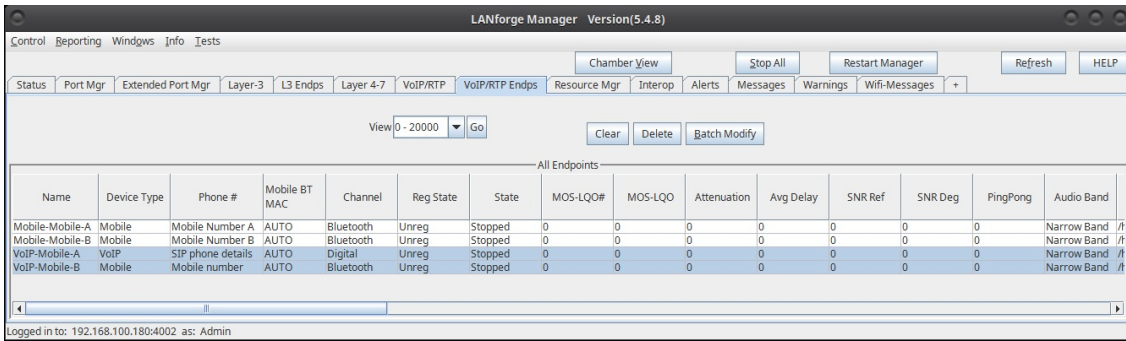 LANforge Manager Version(5.4.8)
Control Reporting Windows Info Tests
Chamber View Stop All Restart Manager Refresh HELP
Status Port Mgr Extended Port Mgr Layer-3 L3 Endps Layer 4-7 VoIP/RTP VoIP/RTP Endps Resource Mgr Interop Alerts Messages Warnings Wifi-Messages +
View 0 - 20000 Go Clear Delete Batch Modify
All Endpoints
Name Device Type Phone # Mobile BT MAC Channel Reg State State MOS-LQO# MOS-LQO Attenuation Avg Delay SNR Ref SNR Deg PingPong Audio Band
Mobile-Mobile-A Mobile Mobile Number A AUTO Bluetooth Unreg Stopped 0 0 0 0 0 0 0 Narrow Band
Mobile-Mobile-B Mobile Mobile Number B AUTO Bluetooth Unreg Stopped 0 0 0 0 0 0 0 Narrow Band
VoIP-Mobile-A VoIP SIP phone details AUTO Digital Unreg Stopped 0 0 0 0 0 0 0 Narrow Band
VoIP-Mobile-B Mobile Mobile number AUTO Bluetooth Unreg Stopped 0 0 0 0 0 0 0 Narrow Band
Logged in to: 192.168.100.180:4002 as: Admin